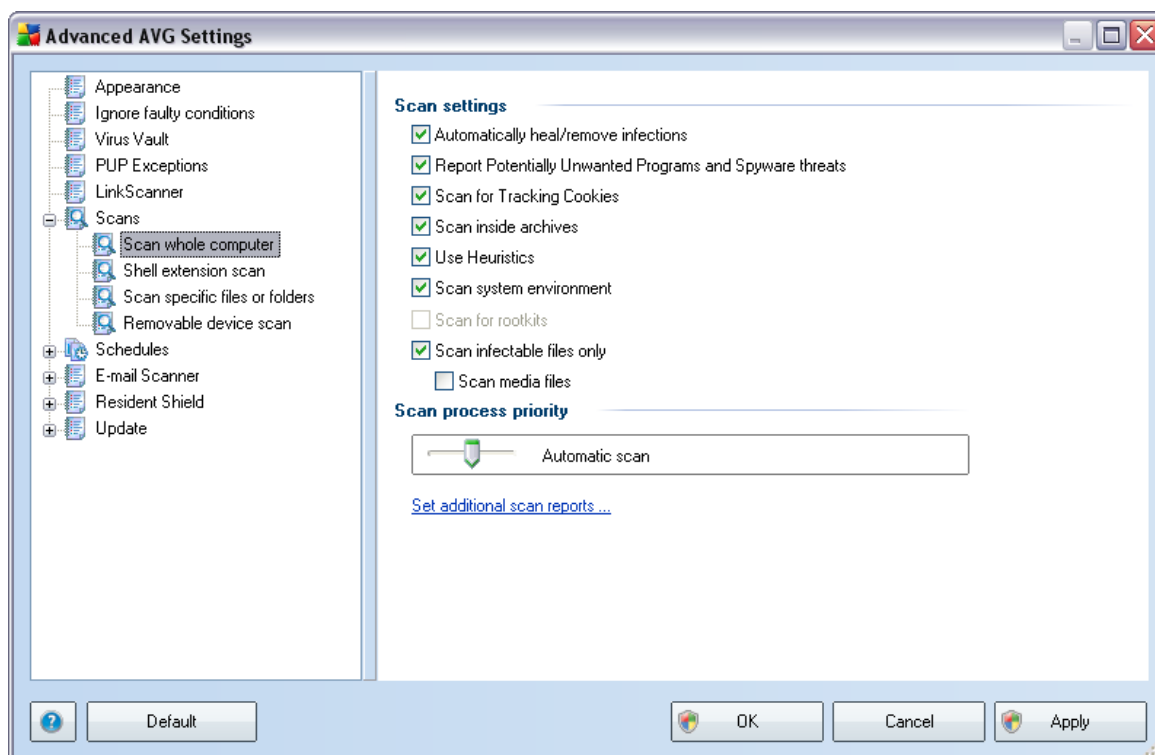 Advanced AVG Settings
Appearance
Ignore faulty conditions
Virus Vault
PUP Exceptions
LinkScanner
Scans
Scan whole computer
Shell extension scan
Scan specific files or folders
Removable device scan
Schedules
E-mail Scanner
Resident Shield
Update
Scan settings
Automatically heal/remove infections
Report Potentially Unwanted Programs and Spyware threats
Scan for Tracking Cookies
Scan inside archives
Use Heuristics
Scan system environment
Scan for rootkits
Scan infectable files only
Scan media files
Scan process priority
Automatic scan
Set additional scan reports ...
Default
OK
Cancel
Apply